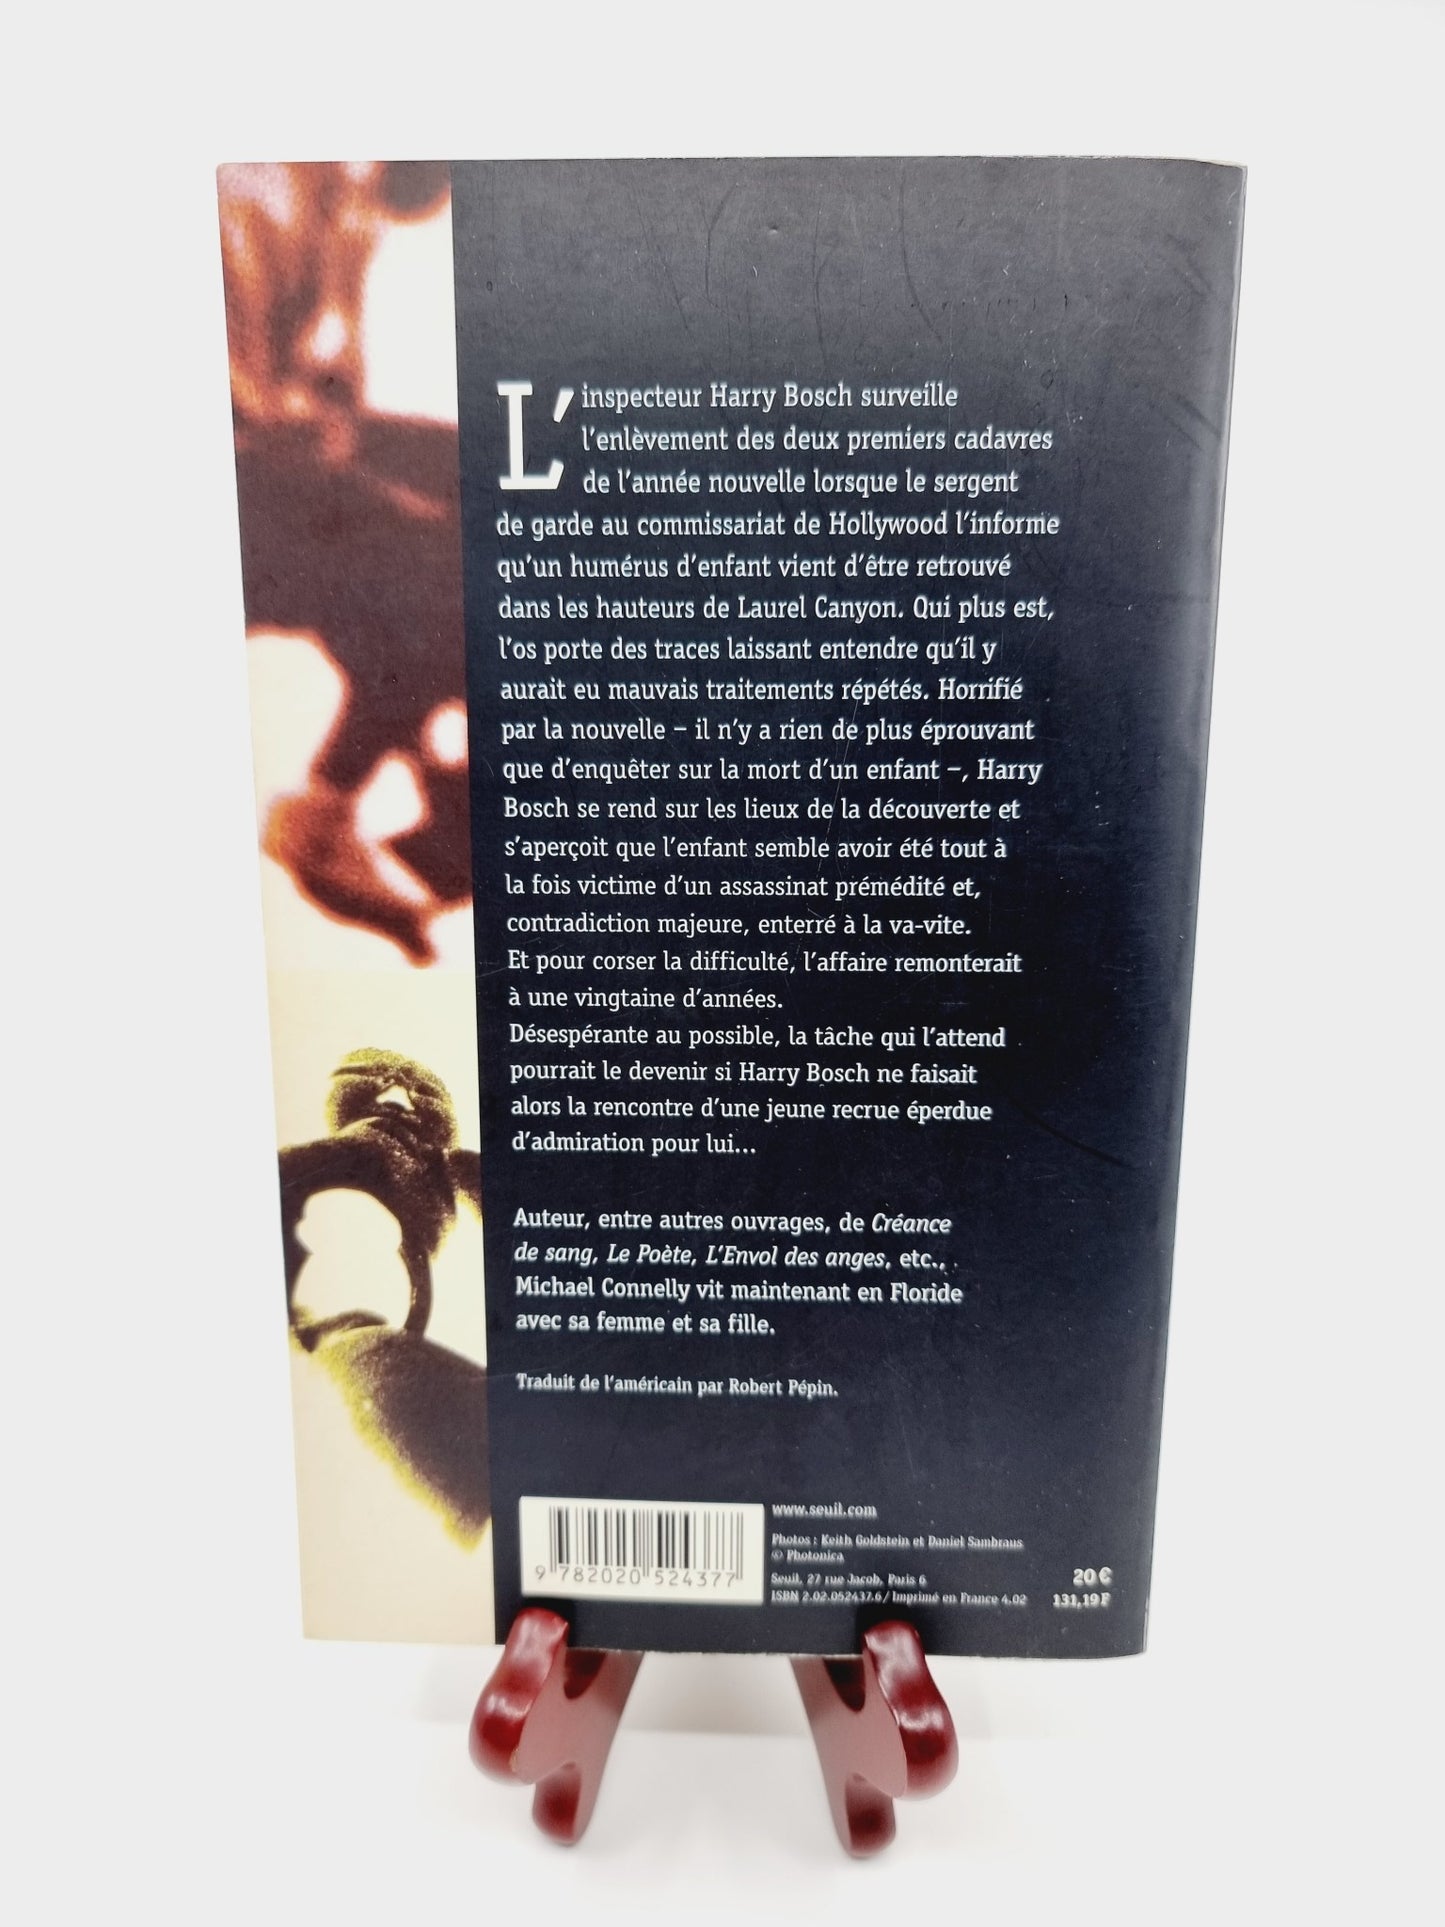 L'inspecteur Harry Bosch surveille
l'enlèvement des deux premiers cadavres
de l'année nouvelle lorsque le sergent
de garde au commissariat de Hollywood l'informe
qu'un humérus d'enfant vient d'être retrouvé
dans les hauteurs de Laurel Canyon. Qui plus est,
l'os porte des traces laissant entendre qu'il y
aurait eu mauvais traitements répétés. Horrifié
par la nouvelle – il n'y a rien de plus éprouvant
que d'enquêter sur la mort d'un enfant –, Harry
Bosch se rend sur les lieux de la découverte et
s'aperçoit que l'enfant semble avoir été tout à
la fois victime d'un assassinat prémédité et,
contradiction majeure, enterré à la va-vite.
Et pour corser la difficulté, l'affaire remonterait
à une vingtaine d'années.
Désespérante au possible, la tâche qui l'attend
pourrait le devenir si Harry Bosch ne faisait
alors la rencontre d'une jeune recrue éperdue
d'admiration pour lui...
Auteur, entre autres ouvrages, de Créance
de sang, Le Poète, L'Envol des anges, etc.,
Michael Connelly vit maintenant en Floride
avec sa femme et sa fille.
Traduit de l'américain par Robert Pépin.
9 782020 524377
www.seuil.com
Photos : Keith Goldstein et Daniel Sambraus
© Photonica
Seuil, 27 rue Jacob, Paris 6
ISBN 2.02.052437.6 / Imprimé en France 4.02
20 €
131,19 F